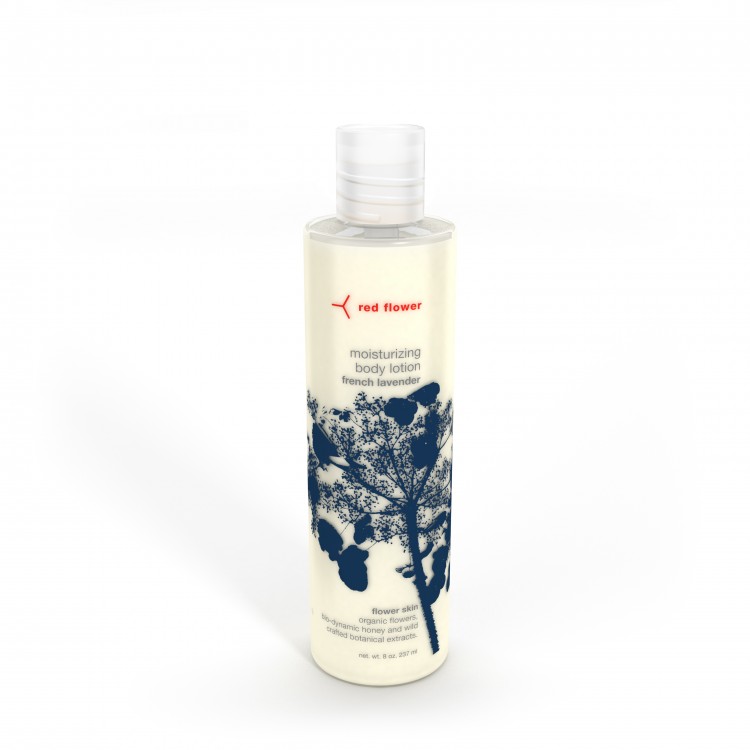 red flower
moisturizing
body lotion
french lavender
flower skin
organic flowers,
bio-dynamic honey and wild
crafted botanical extracts.
net. wt. 8 oz. 237 ml